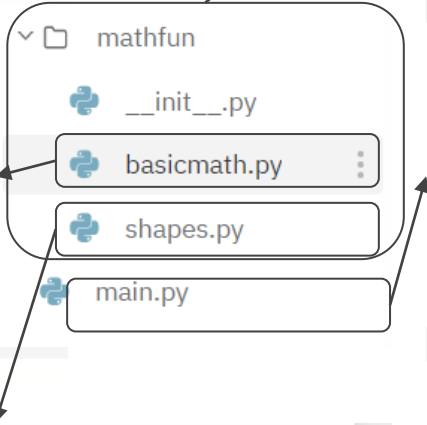 mathfun
__init__.py
basicmath.py
shapes.py
main.py